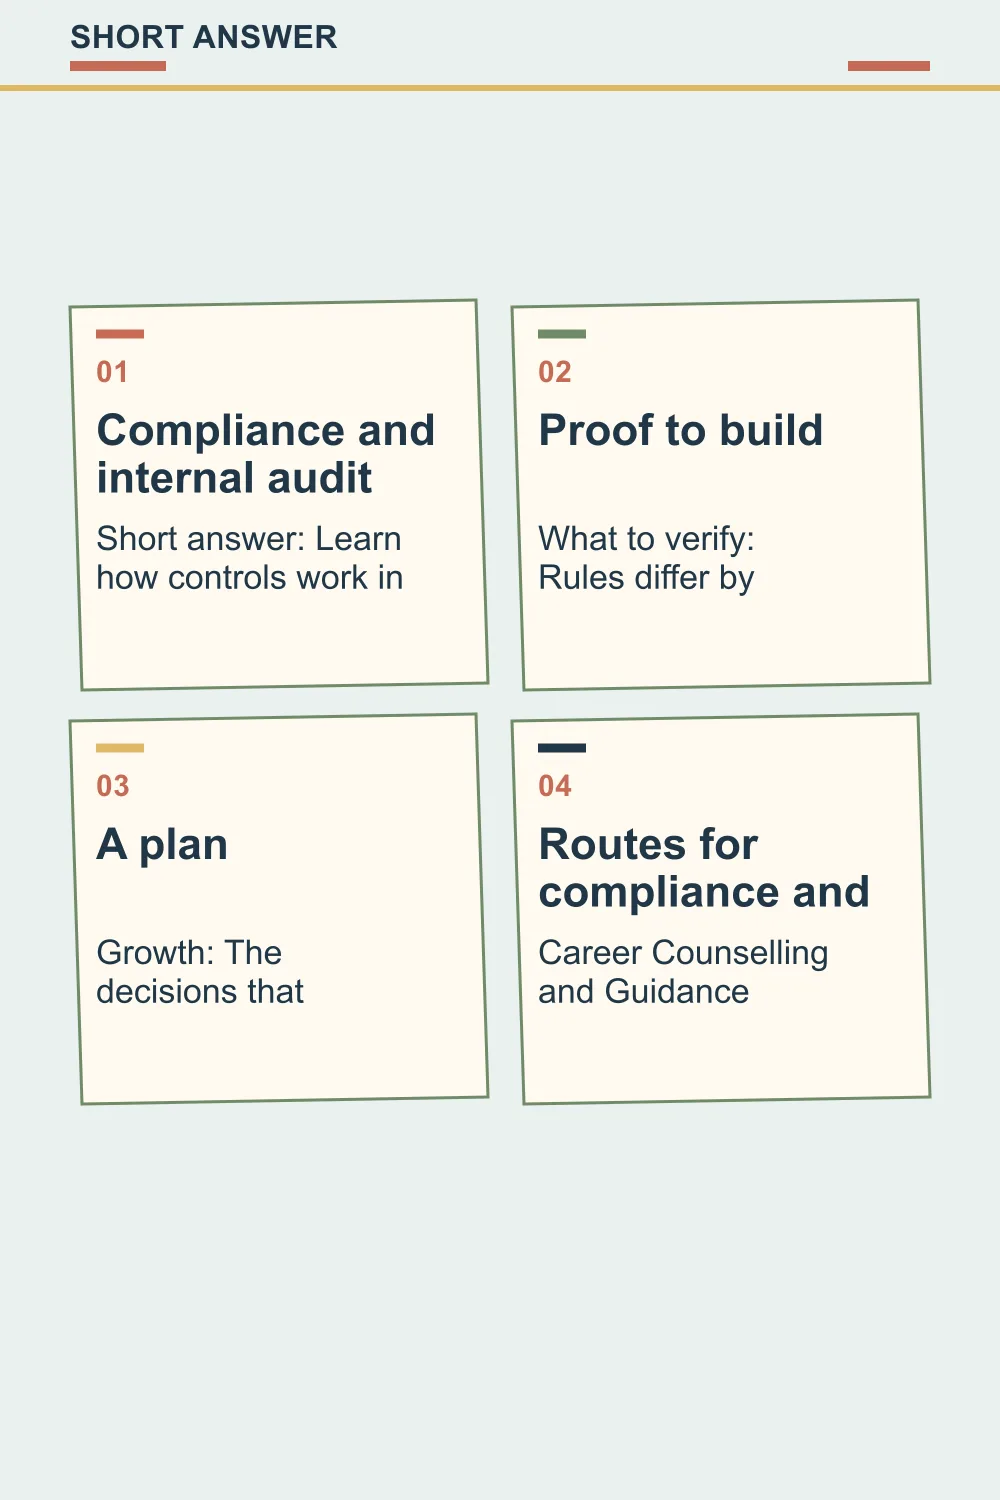 SHORT ANSWER
01
Compliance and
internal audit
Short answer: Learn
how controls work in
02
Proof to build
What to verify:
Rules differ by
03
A plan
Growth: The
decisions that
04
Routes for
compliance and
Career Counselling
and Guidance